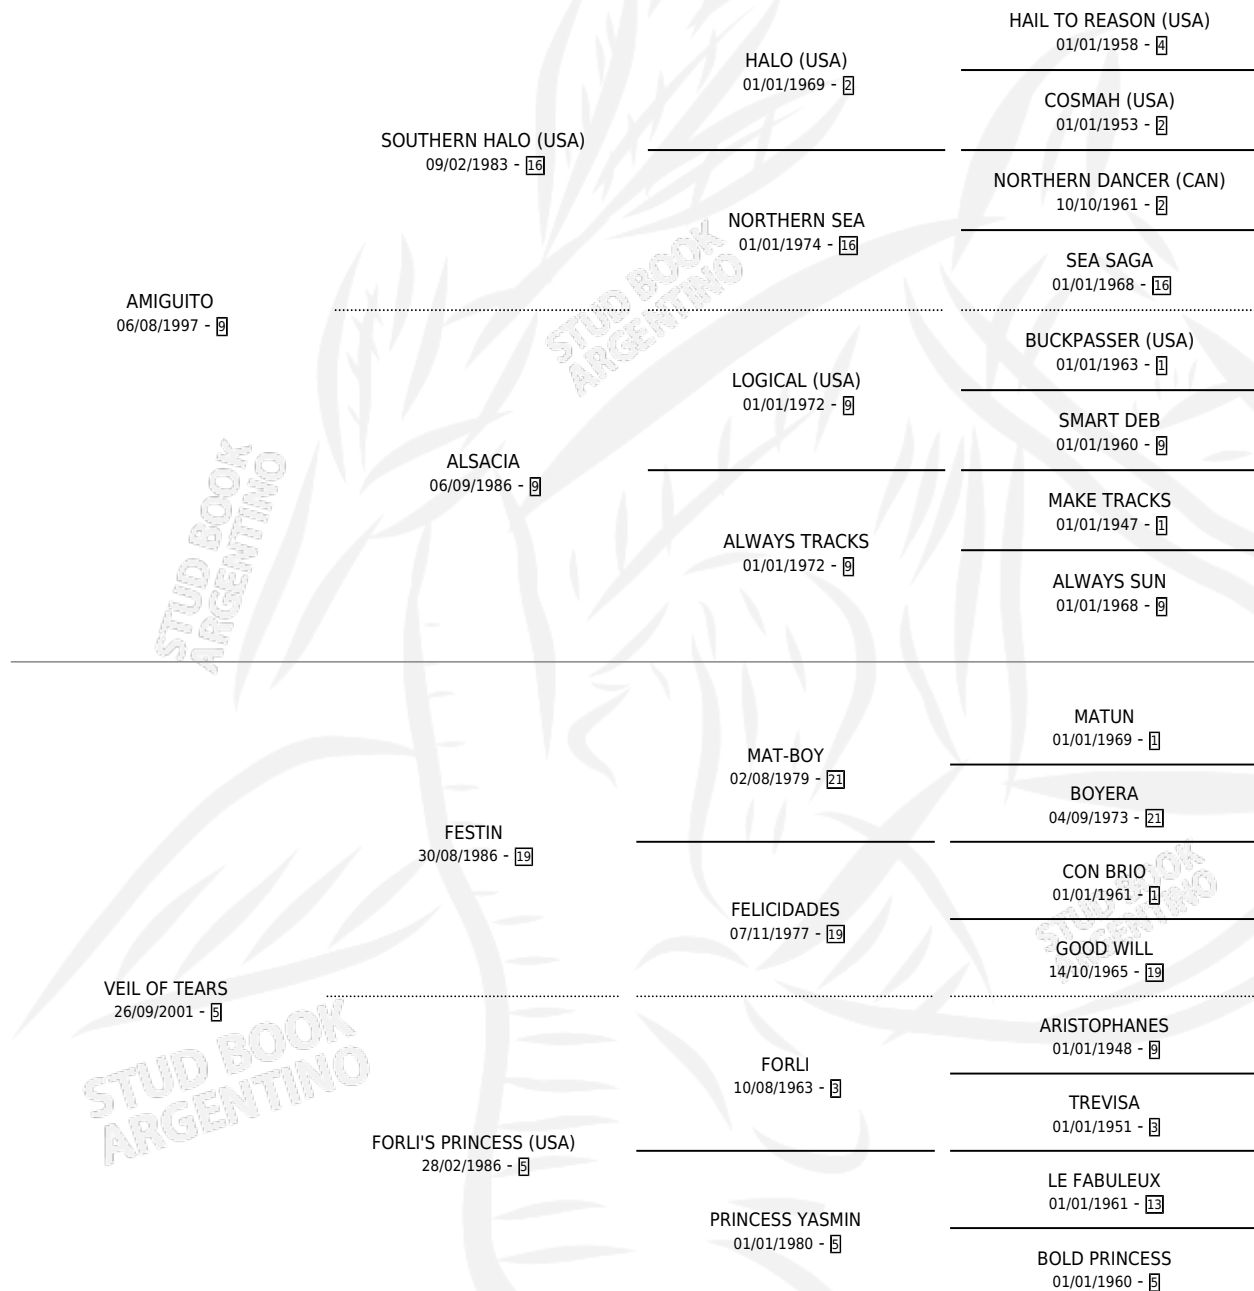 HAIL TO REASON (USA)
01/01/1958 - 4
HALO (USA)
01/01/1969 - 2
COSMAH (USA)
01/01/1953 - 2
SOUTHERN HALO (USA)
09/02/1983 - 16
NORTHERN DANCER (CAN)
10/10/1961 - 2
NORTHERN SEA
01/01/1974 - 16
SEA SAGA
01/01/1968 - 16
STUD BOOK
ARGENTINO
AMIGUITO
06/08/1997 - 9
BUCKPASSER (USA)
01/01/1963 - 1
LOGICAL (USA)
01/01/1972 - 9
SMART DEB
01/01/1960 - 9
ALSACIA
06/09/1986 - 9
MAKE TRACKS
01/01/1947 - 1
ALWAYS TRACKS
01/01/1972 - 9
ALWAYS SUN
01/01/1968 - 9
STUD BOOK
ARGENTINO
MATUN
01/01/1969 - 1
MAT-BOY
02/08/1979 - 21
BOYERA
04/09/1973 - 21
FESTIN
30/08/1986 - 19
CON BRIO
01/01/1961 - 1
FELICIDADES
07/11/1977 - 19
GOOD WILL
14/10/1965 - 19
STUD BOOK
ARGENTINO
VEIL OF TEARS
26/09/2001 - 5
ARISTOPHANES
01/01/1948 - 9
FORLI
10/08/1963 - 3
TREVISA
01/01/1951 - 3
STUD BOOK
ARGENTINO
FORLI'S PRINCESS (USA)
28/02/1986 - 5
LE FABULEUX
01/01/1961 - 13
PRINCESS YASMIN
01/01/1980 - 5
BOLD PRINCESS
01/01/1960 - 5